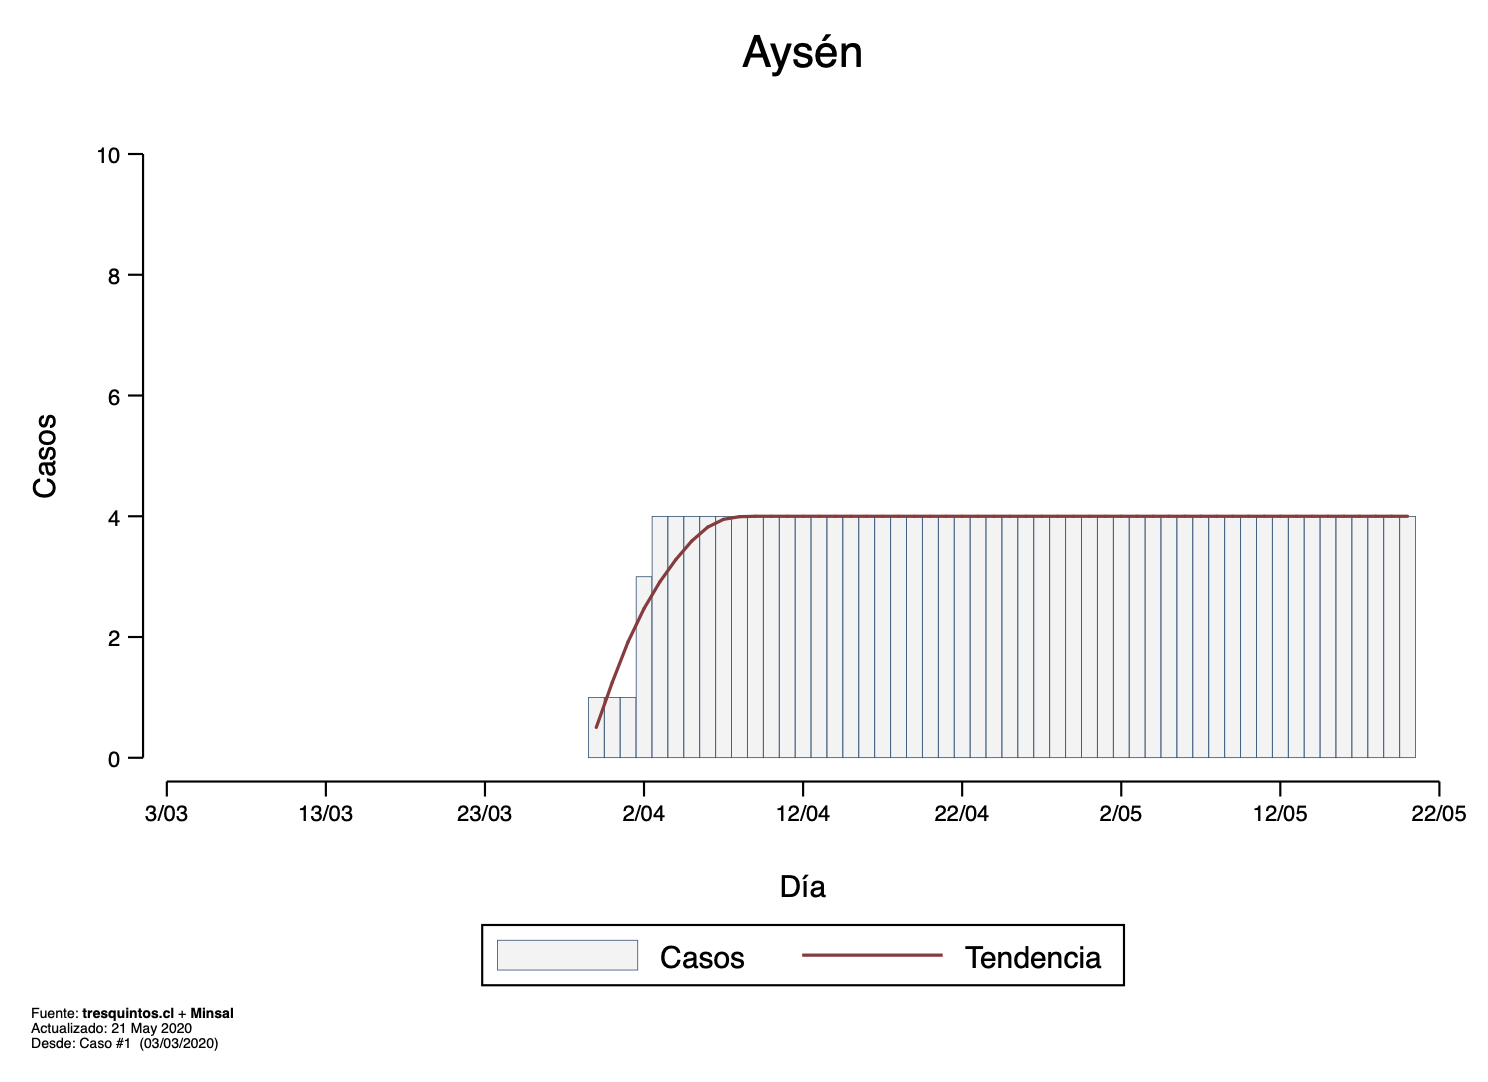 Aysén
Casos
10
8
6
4
2
0
3/03 13/03 23/03 2/04 12/04 22/04 2/05 12/05 22/05
Día
Casos Tendencia
Fuente: tresquintos.cl + Minsal
Actualizado: 21 May 2020
Desde: Caso #1 (03/03/2020)